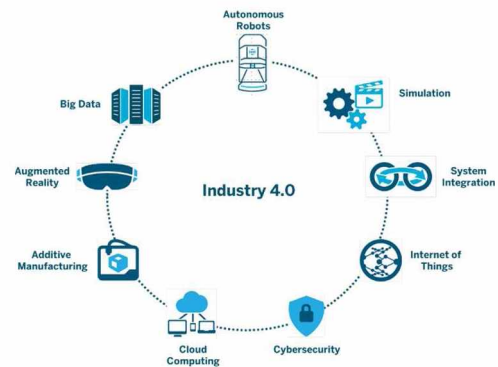 Autonomous
Robots
Simulation
System
Integration
Internet of
Things
Cybersecurity
Cloud
Computing
Additive
Manufacturing
Augmented
Reality
Big Data
Industry 4.0